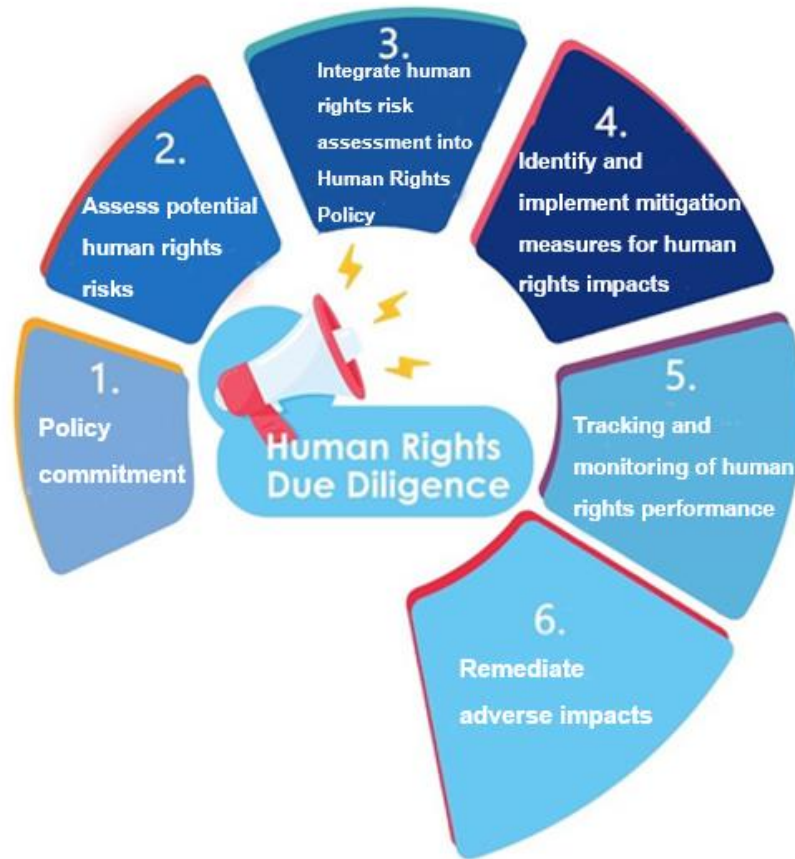 1.
Policy
commitment
2.
Assess potential
human rights
risks
3.
Integrate human
rights risk
assessment into
Human Rights
Policy
4.
Identify and
implement mitigation
measures for human
rights impacts
5.
Tracking and
monitoring of human
rights performance
6.
Remediate
adverse impacts
Human Rights
Due Diligence